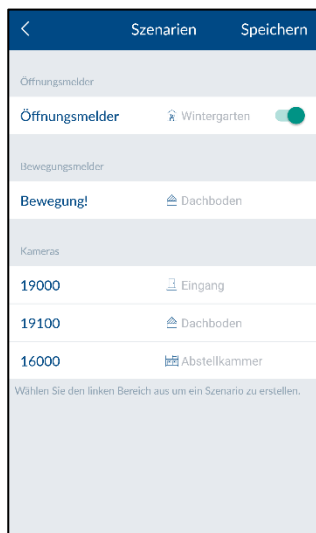 Szenarien Speichern
Öffnungsmelder
Öffnungsmelder Wintergarten
Bewegungsmelder
Bewegung! Dachboden
Kameras
19000 Eingang
19100 Dachboden
16000 Abstellkammer
Wählen Sie den linken Bereich aus um ein Szenario zu erstellen.